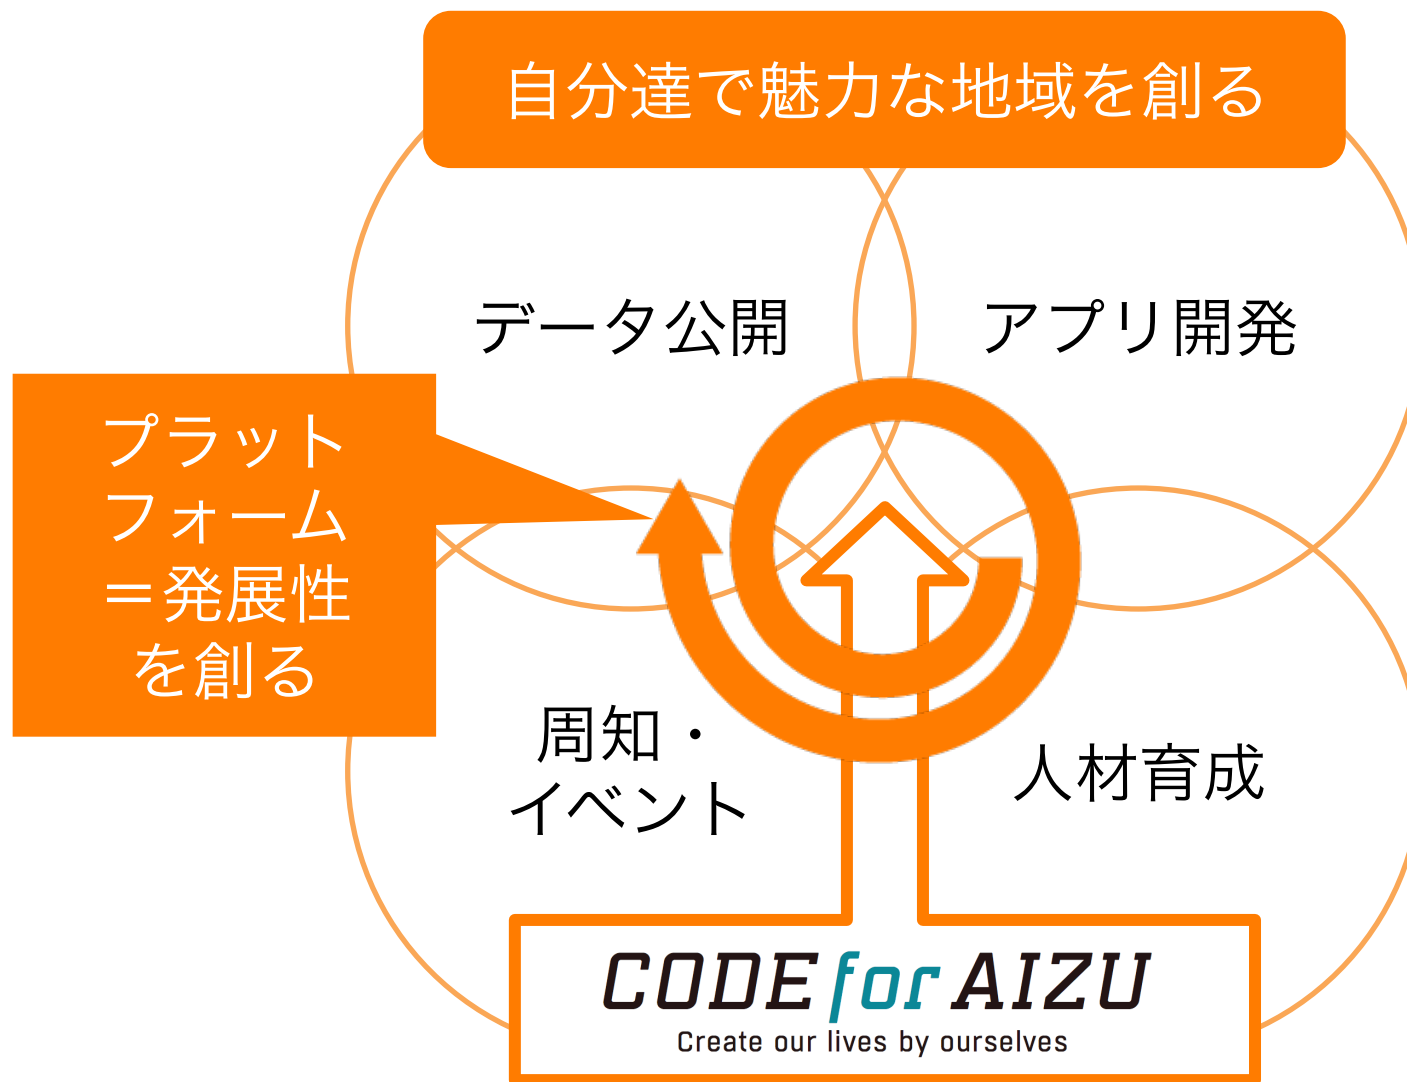 自分達で魅力な地域を創る
データ公開
アプリ開発
プラット
フォーム
＝発展性
を創る
周知・
イベント
人材育成
CODE for AIZU
Create our lives by ourselves